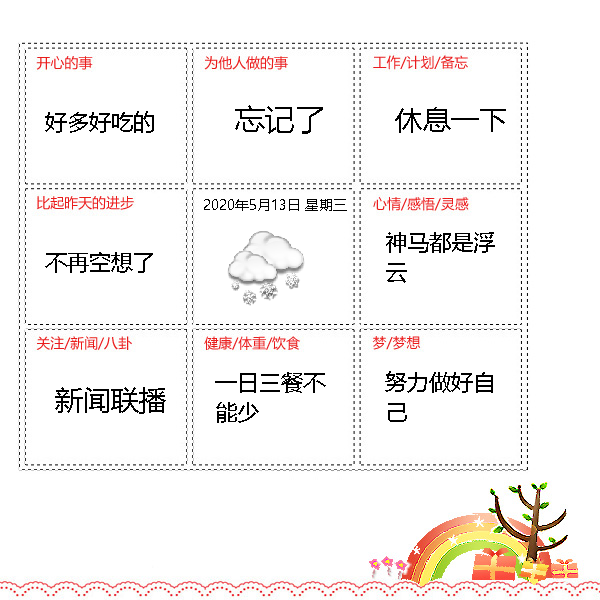 开心的事
好多好吃的
为他人做的事
忘记了
工作/计划/备忘
休息一下
比起昨天的进步
不再空想了
2020年5月13日 星期三
心情/感悟/灵感
神马都是浮
云
关注/新闻/八卦
新闻联播
健康/体重/饮食
一日三餐不
能少
梦/梦想
努力做好自
己